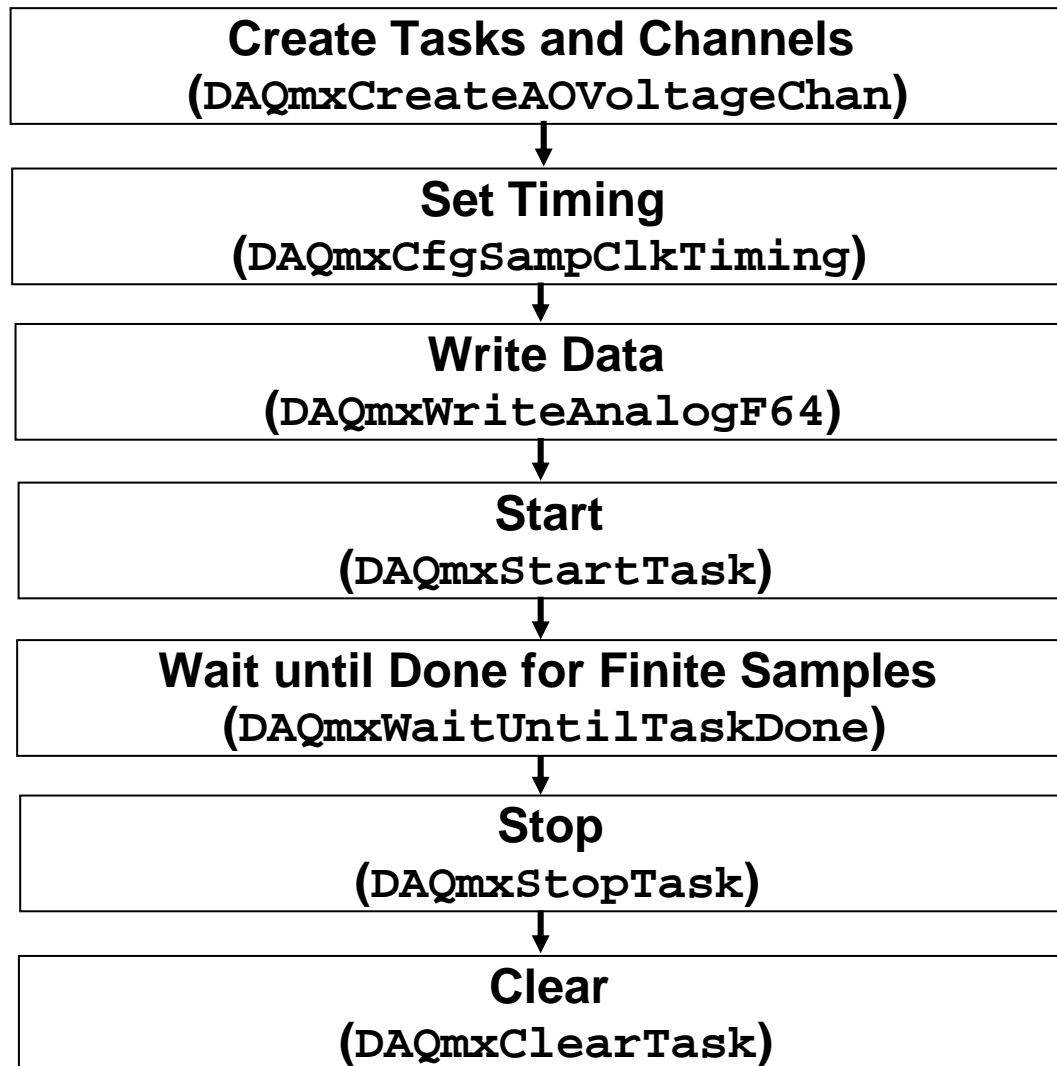 Create Tasks and Channels
(DAQmxCreateAOVoltageChan)
Set Timing
(DAQmxCfgSampClkTiming)
Write Data
(DAQmxWriteAnalogF64)
Start
(DAQmxStartTask)
Wait until Done for Finite Samples
(DAQmxWaitUntilTaskDone)
Stop
(DAQmxStopTask)
Clear
(DAQmxClearTask)